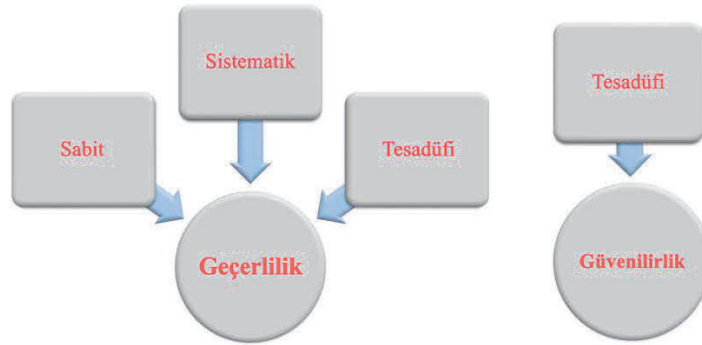 Sistematik
Sabit
Tesadüfi
Geçerlilik
Tesadüfi
Güvenilirlik